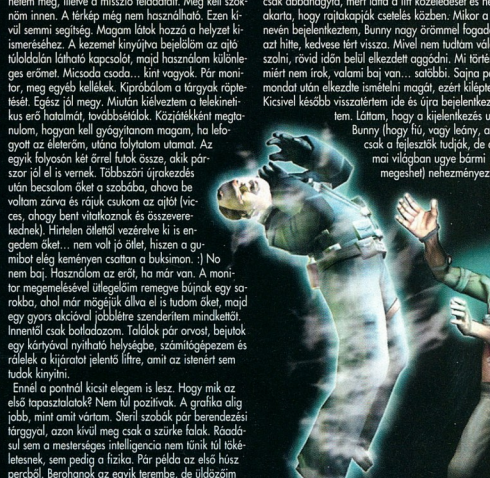 netem meg, illetve a misszió feladatait. Meg kell szök-
nöm innen. A térkép még nem használható. Ezen kí-
vül semmi segítség. Magam látok hozzá a helyzet ki-
ismeréséhez. A kezemet kinyújtva bejelölöm az ajtó
túloldalán látható kapcsolót, majd használom különle-
ges erőmet. Micsoda csoda... kint vagyok. Pár moni-
tor, meg egyéb kellékek. Kipróbálom a tárgyak röpte-
tését. Egész jól megy. Miután kiélveztem a telekineti-
kus erő hatalmát, továbbsétálok. Közjátékként megta-
nulom, hogyan kell gyógyítanom magam, ha lefo-
gyott az életerőm, utána folytatom utamat. Az
egyik folyosón két őrrel futok össze, akik pár-
szor jól el is vernek. Többszöri újrakezdés
után becsalom őket a szobába, ahova be
voltam zárva és rájuk csukom az ajtót (vic-
ces, ahogy bent vitatkoznak és összevere-
kednek). Hirtelen ötlettől vezérelve ki is en-
gedem őket... nem volt jó ötlet, hiszen a gu-
mibot elég keményen csattan a buksimon. :) No
nem baj. Használom az erőt, ha már van. A moni-
tor megemelésével ütlegelőim remegve bújnak egy sa-
rokba, ahol már mögéjük állva el is tudom őket, majd
egy gyors akcióval jobblétre szenderítem mindkettőt.
Innentől csak botladozom. Találok pár orvost, bejutok
egy kártyával nyitható helységbe, számítógépezem és
rálelek a kijáratot jelentő liftre, amit az istenért sem
tudok kinyitni.
Ennél a pontnál kicsit elegem is lesz. Hogy mik az
első tapasztalatok? Nem túl pozitívak. A grafika alig
jobb, mint amit vártam. Steril szobák pár berendezési
tárggyal, azon kívül meg csak a szürke falak. Ráadá-
sul sem a mesterséges intelligencia nem tűnik túl töké-
letesnek, sem pedig a fizika. Pár példa az első húsz
percből. Berohanok az egyik terembe, de üldözőim
csak abbahagyta, mert látta a lift közeledését és ne
akarta, hogy rajtakapják csetelés közben. Mikor a
nevén bejelentkeztem, Bunny nagy örömmel fogad
azt hitte, kedvese tért vissza. Mivel nem tudtam vál
szolni, rövid időn belül elkezdett aggódni. Mi törté
miért nem írok, valami baj van... satöbbi. Sajna p
mondat után elkezdte ismételni magát, ezért kilépte
Kicsivel később visszatértem ide és újra bejelentkez
tem. Láttam, hogy a kijelentkezés u
Bunny (hogy fiú, vagy leány, a
csak a fejlesztők tudják, de
mai világban ugye bármi
megeshet) nehezményez